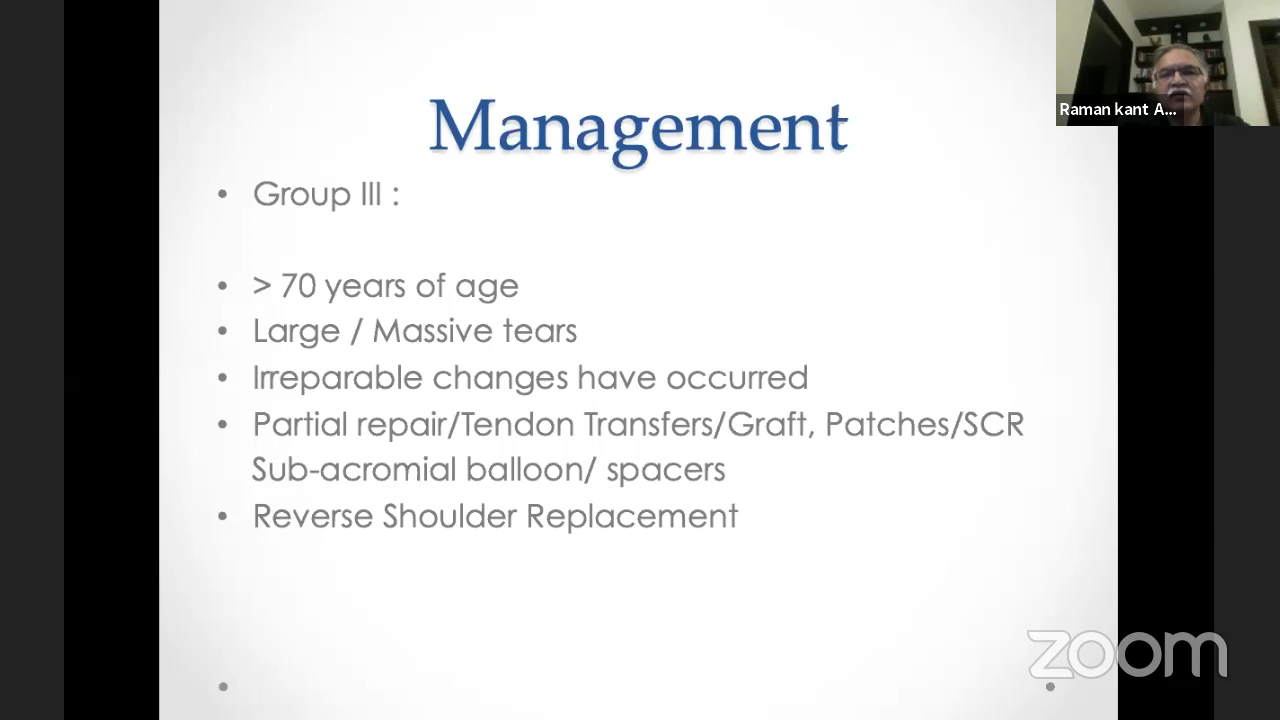 Management
Raman kant A...
• Group III :
• > 70 years of age
• Large / Massive tears
• Irreparable changes have occurred
• Partial repair/Tendon Transfers/Graft, Patches/SCR
Sub-acromial balloon/ spacers
• Reverse Shoulder Replacement
zoom